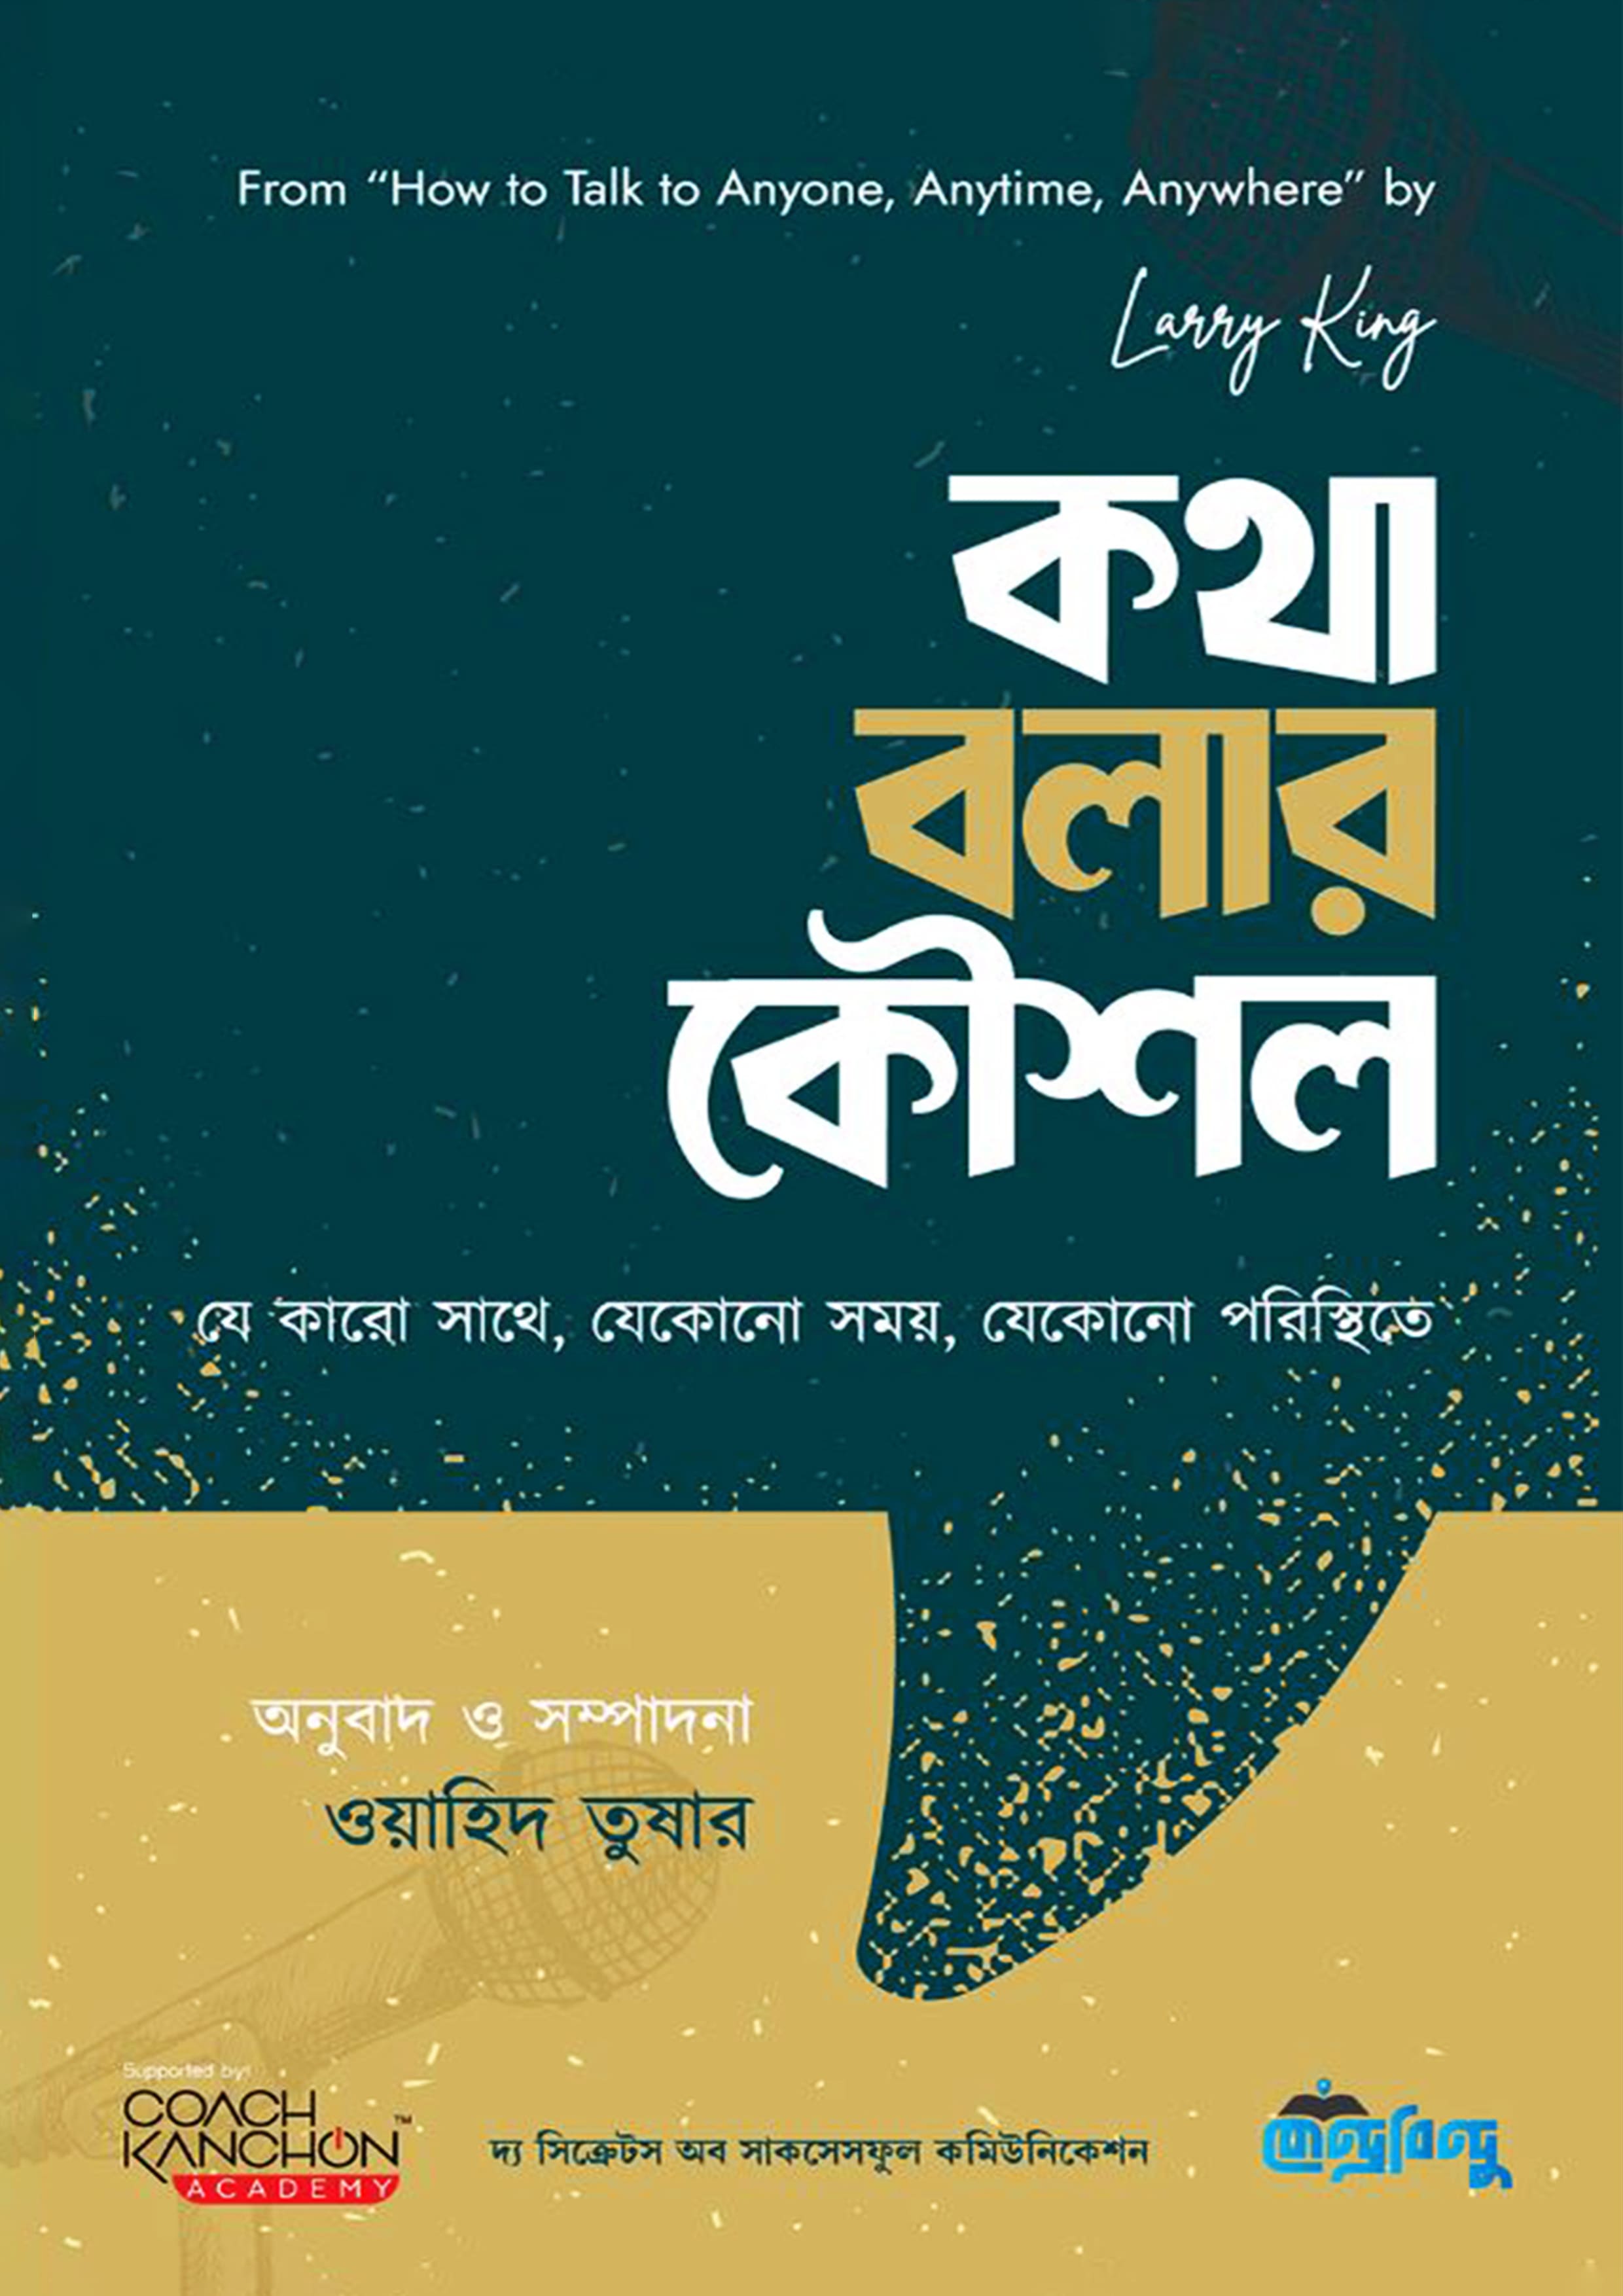 From “How to Talk to Anyone, Anytime, Anywhere” by
Larry King
কথা
বলার
কৌশল
যে কারো সাথে, যেকোনো সময়, যেকোনো পরিস্থিতে
অনুবাদ ও সম্পাদনা
ওয়াহিদ তুষার
Supported by:
COACH
KANCHON™
ACADEMY
দ্য সিক্রেটস অব সাকসেসফুল কমিউনিকেশন
কেন্দ্রবিন্দু